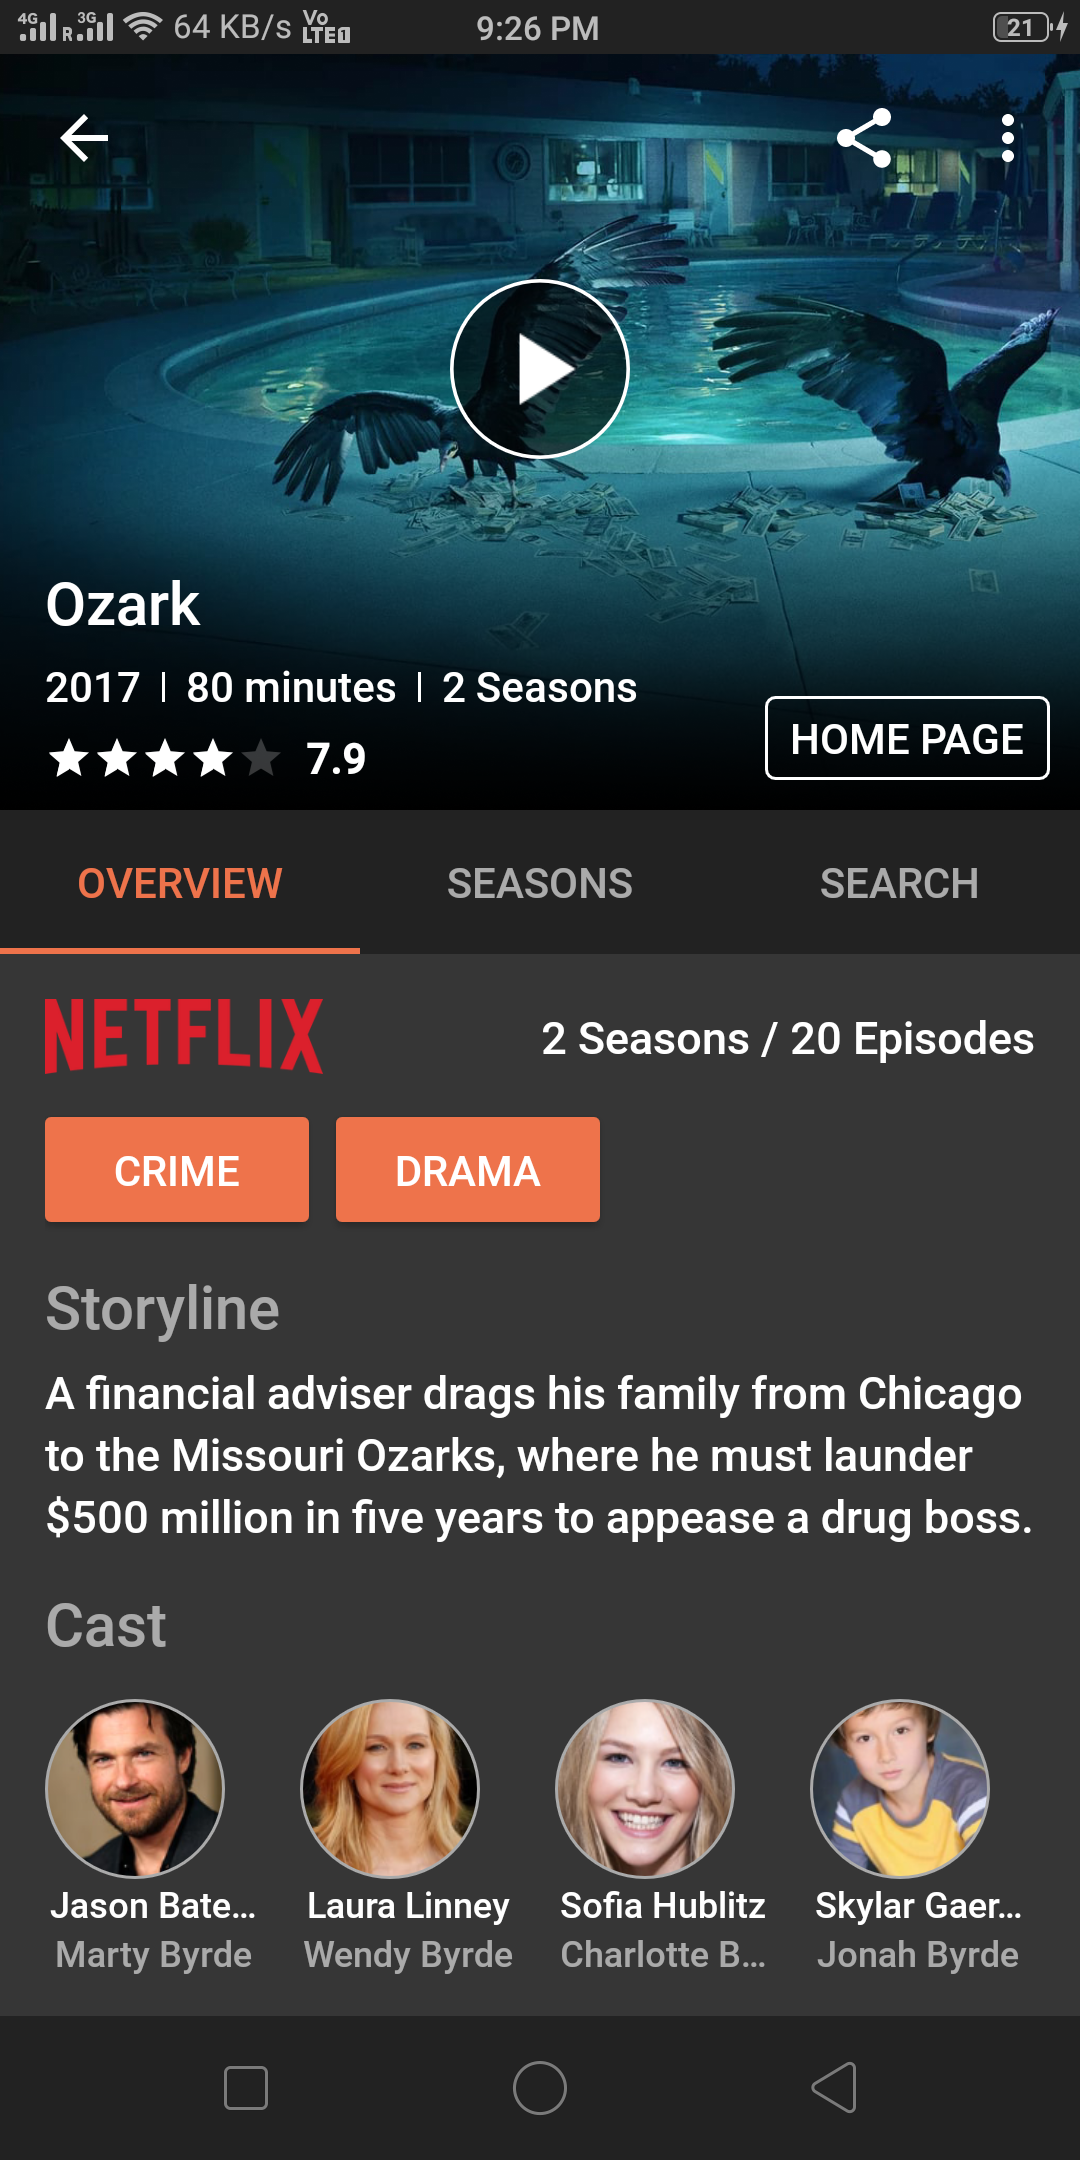 4G R 3G 64 KB/s Vo LTE 1 9:26 PM 21
Ozark
2017 | 80 minutes | 2 Seasons
7.9
HOME PAGE
OVERVIEW SEASONS SEARCH
NETFLIX 2 Seasons / 20 Episodes
CRIME DRAMA
Storyline
A financial adviser drags his family from Chicago
to the Missouri Ozarks, where he must launder
$500 million in five years to appease a drug boss.
Cast
Jason Bate... Laura Linney Sofia Hublitz Skylar Gaer...
Marty Byrde Wendy Byrde Charlotte B... Jonah Byrde